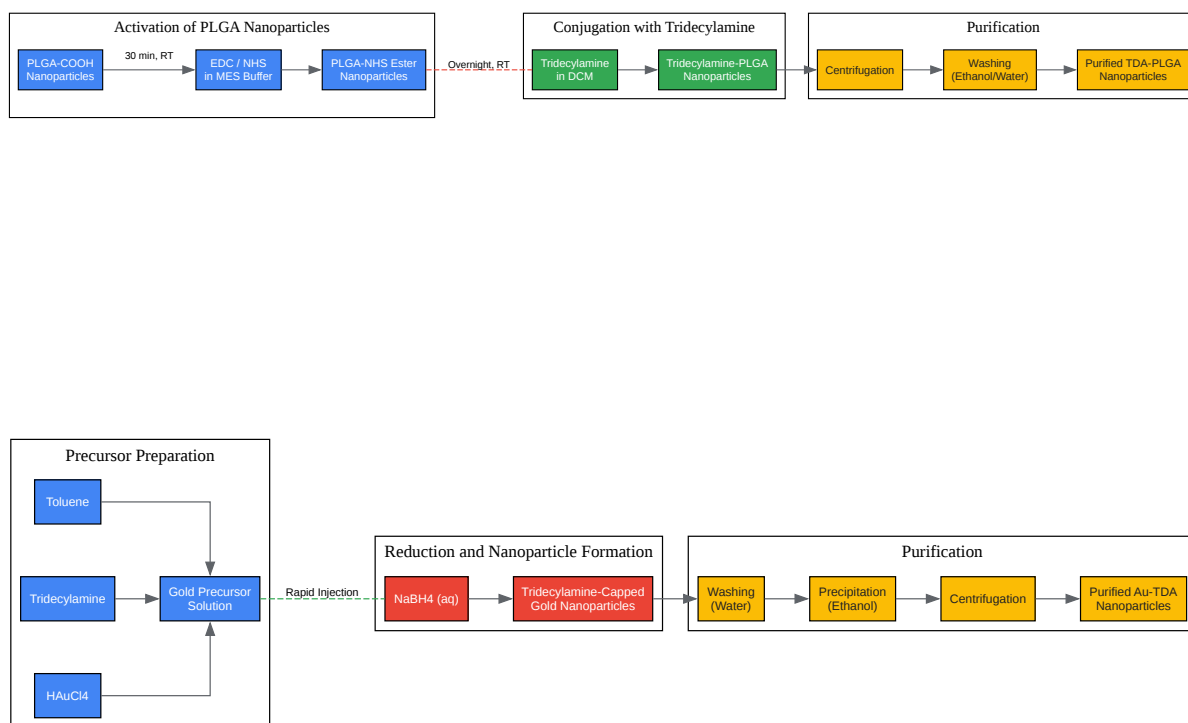 Activation of PLGA Nanoparticles
PLGA-COOH
Nanoparticles
30 min, RT
EDC / NHS
in MES Buffer
PLGA-NHS Ester
Nanoparticles
Overnight, RT
Conjugation with Tridecylamine
Tridecylamine
in DCM
Tridecylamine-PLGA
Nanoparticles
Purification
Centrifugation
Washing
(Ethanol/Water)
Purified TDA-PLGA
Nanoparticles
Precursor Preparation
Toluene
Tridecylamine
HAuCl4
Gold Precursor
Solution
Rapid Injection
Reduction and Nanoparticle Formation
NaBH4 (aq)
Tridecylamine-Capped
Gold Nanoparticles
Purification
Washing
(Water)
Precipitation
(Ethanol)
Centrifugation
Purified Au-TDA
Nanoparticles